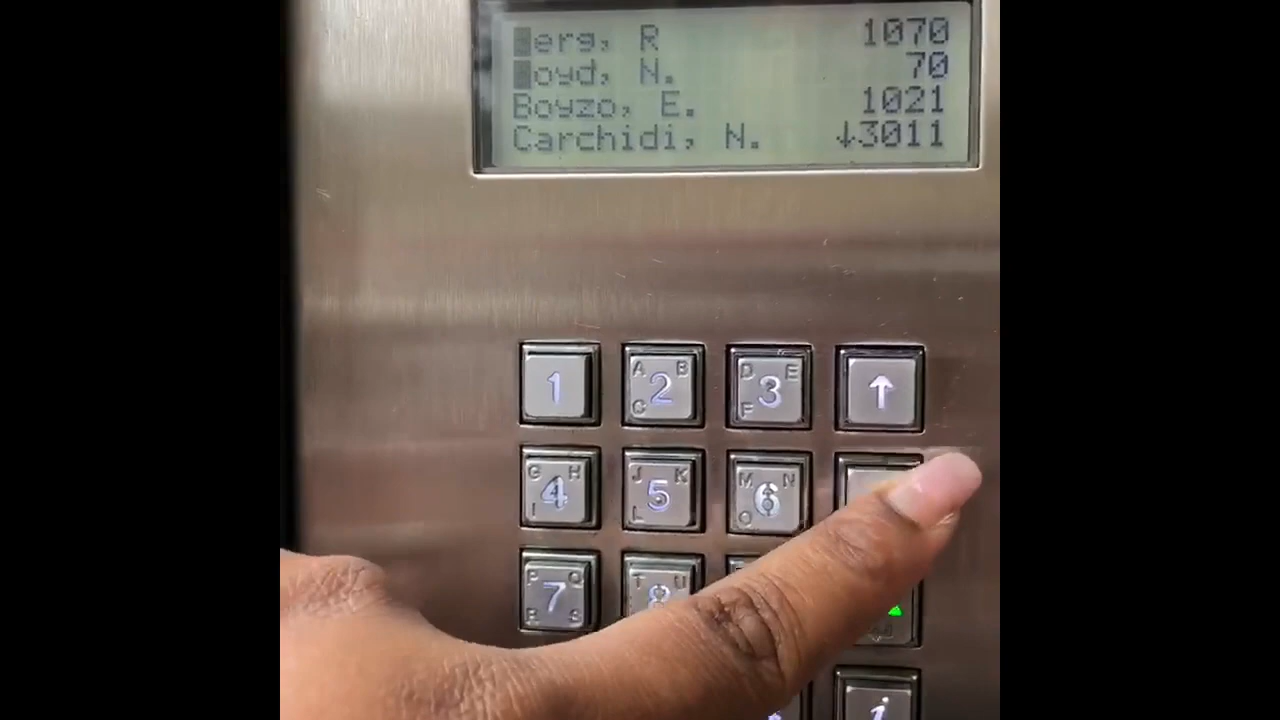 erg, R 1070
oyd, N. 70
Boyzo, E. 1021
Carchidi, N. ↓3011
1
A B 2 C
D E 3 F
↑
G H 4 I
J K 5 L
M N 6 O
P Q 7 R S
T U 8
i